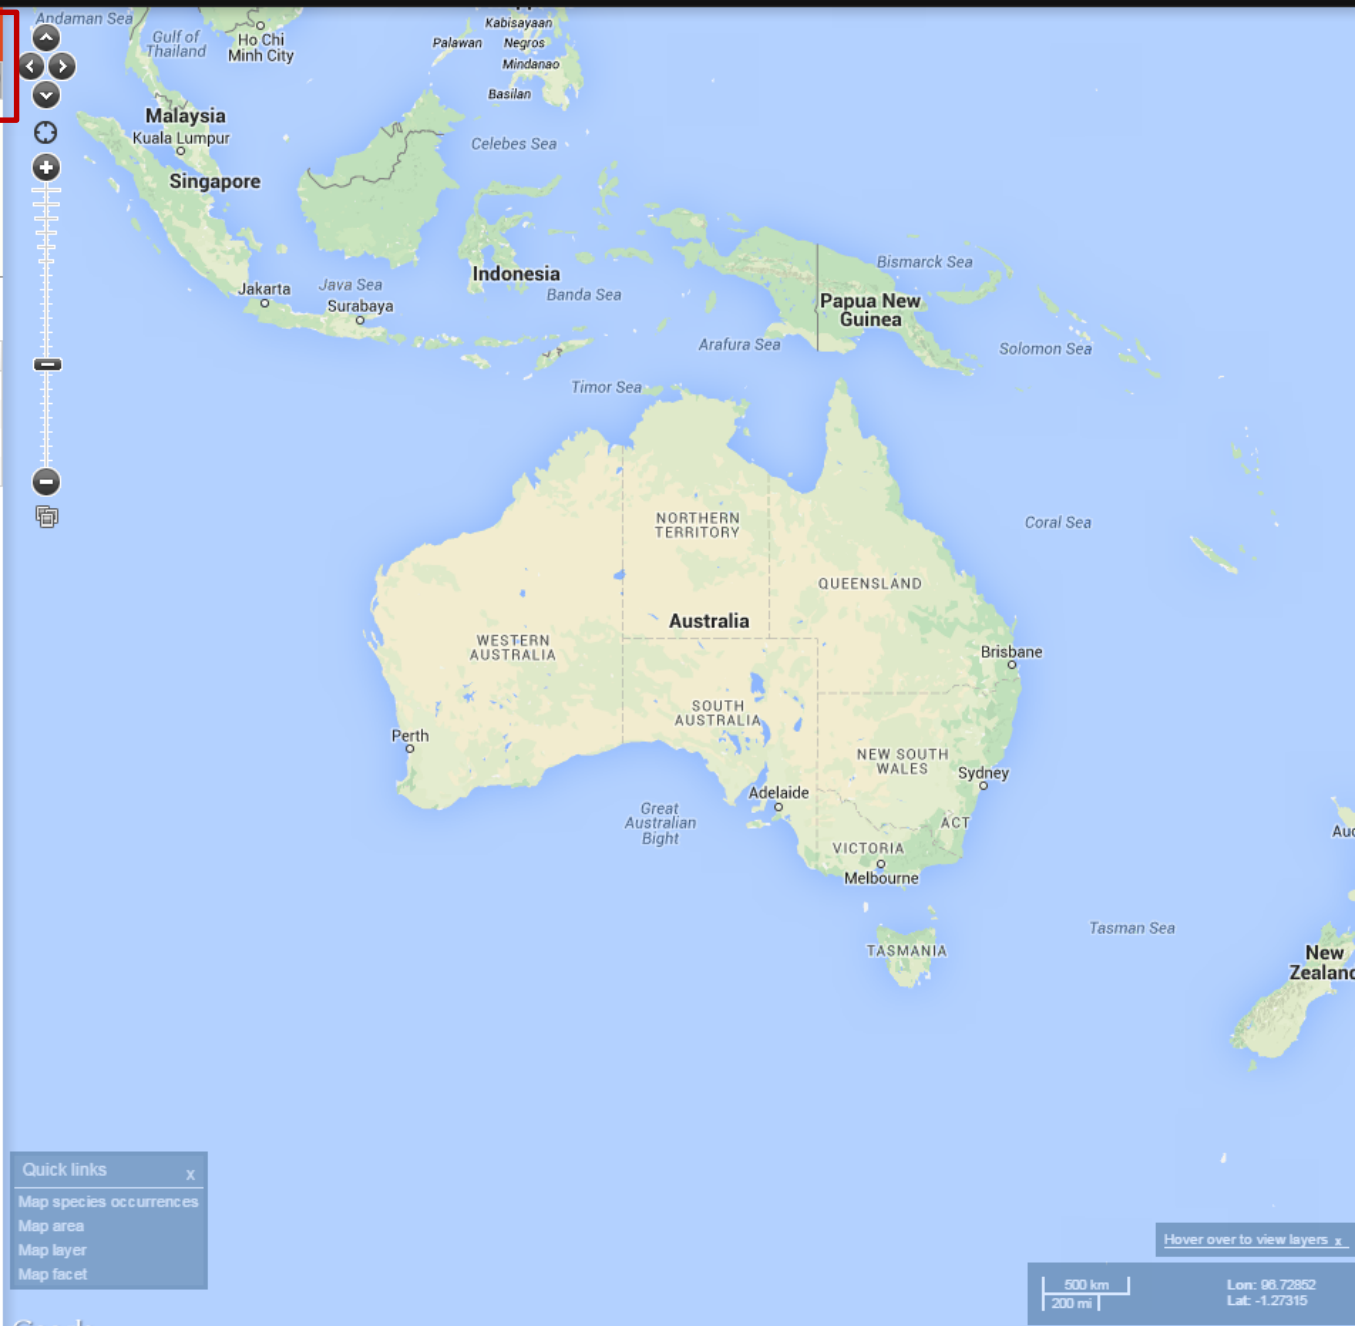 Andaman Sea
Gulf of
Thailand
Ho Chi
Minh City
Kabisayaan
Palawan
Negros
Mindanao
Basilan
Malaysia
Kuala Lumpur
Singapore
Celebes Sea
Indonesia
Bismarck Sea
Jakarta
Java Sea
Banda Sea
Surabaya
Papua New
Guinea
Arafura Sea
Solomon Sea
Timor Sea
NORTHERN
TERRITORY
Coral Sea
QUEENSLAND
Australia
WESTERN
AUSTRALIA
Brisbane
SOUTH
AUSTRALIA
Perth
NEW SOUTH
WALES
Sydney
Adelaide
Great
Australian
Bight
ACT
Auc
VICTORIA
Melbourne
Tasman Sea
TASMANIA
New
Zealand
Quick links x
Map species occurrences
Map area
Map layer
Map facet
Hover over to view layers x
500 km
200 mi
Lon: 96.72852
Lat: -1.27315